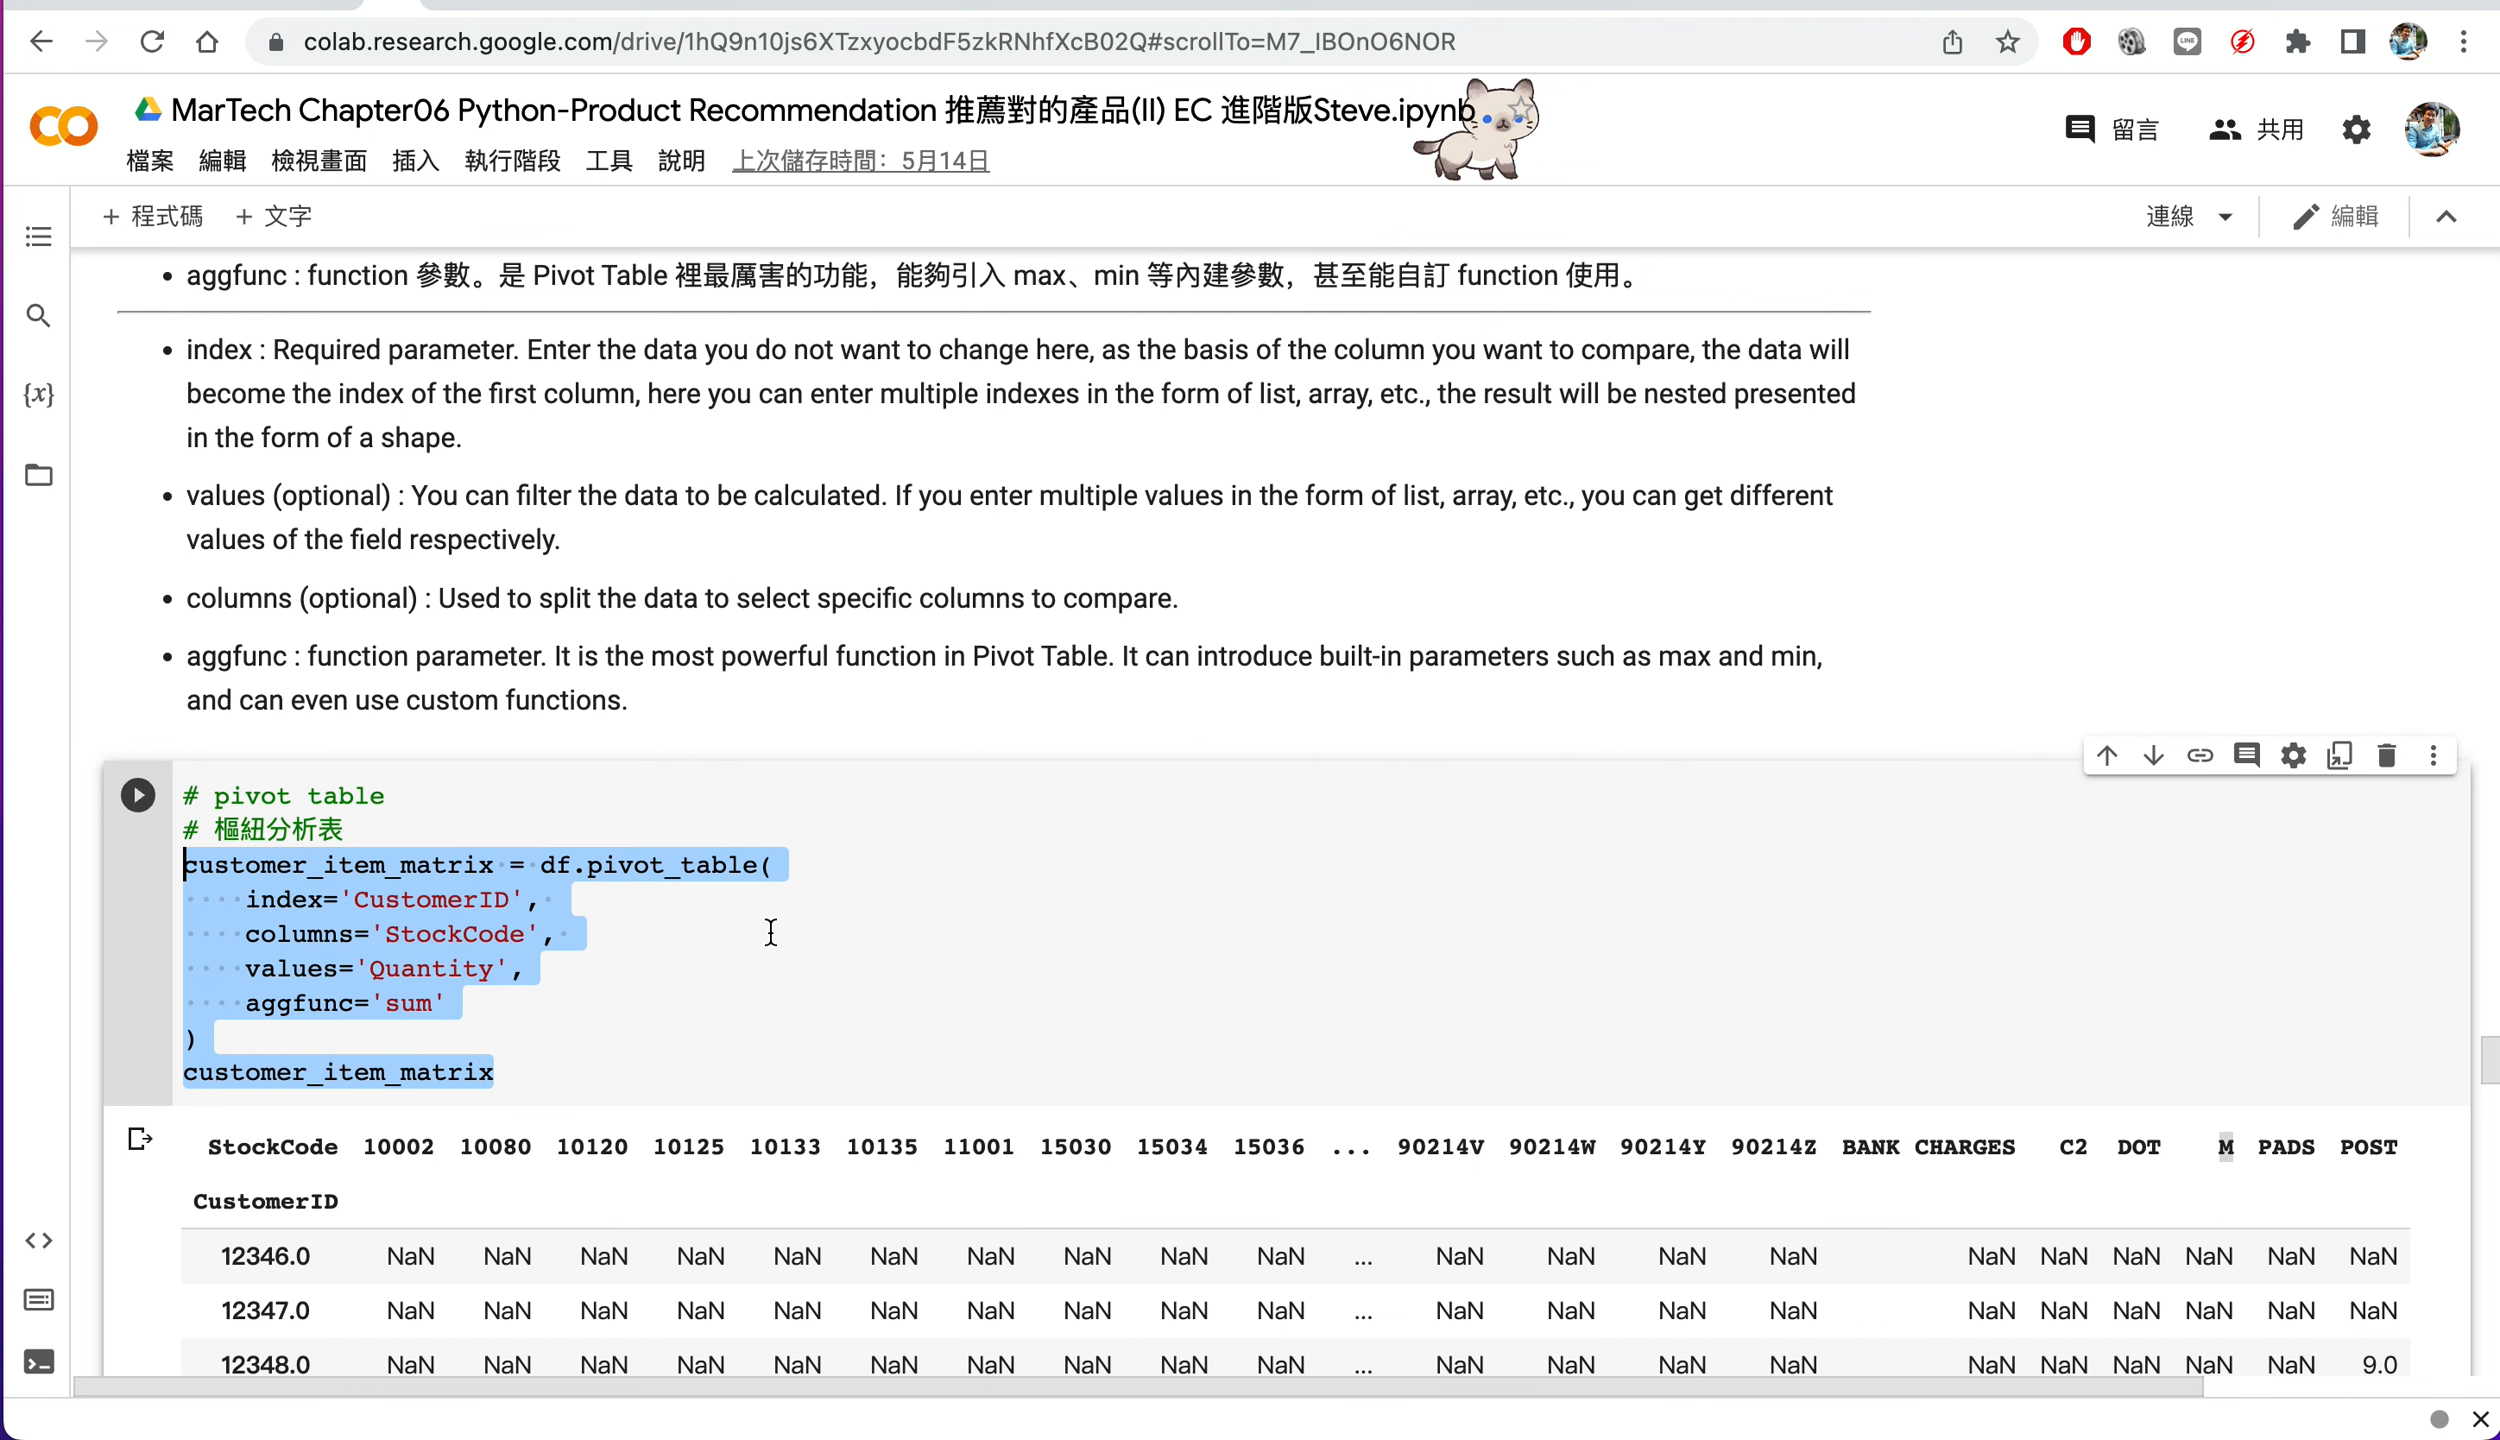 colab.research.google.com/drive/1hQ9n10js6XTzxyocbdF5zkRNhfXcB02Q#scrollTo=M7_IBOnO6NOR
LINE
MarTech Chapter06 Python-Product Recommendation 推薦對的產品(II) EC 進階版Steve.ipynb
留言
共用
檔案 編輯 檢視畫面 插入 執行階段 工具 說明 上次儲存時間：5月14日
+ 程式碼 + 文字
連線
編輯
• aggfunc : function 參數。是 Pivot Table 裡最厲害的功能，能夠引入 max、min 等內建參數，甚至能自訂 function 使用。
• index : Required parameter. Enter the data you do not want to change here, as the basis of the column you want to compare, the data will
become the index of the first column, here you can enter multiple indexes in the form of list, array, etc., the result will be nested presented
in the form of a shape.
• values (optional) : You can filter the data to be calculated. If you enter multiple values in the form of list, array, etc., you can get different
values of the field respectively.
• columns (optional) : Used to split the data to select specific columns to compare.
• aggfunc : function parameter. It is the most powerful function in Pivot Table. It can introduce built-in parameters such as max and min,
and can even use custom functions.
{x}
# pivot table
# 樞紐分析表
customer_item_matrix = df.pivot_table(
    index='CustomerID',
    columns='StockCode',
    values='Quantity',
    aggfunc='sum'
)
customer_item_matrix
StockCode 10002 10080 10120 10125 10133 10135 11001 15030 15034 15036 ... 90214V 90214W 90214Y 90214Z BANK CHARGES C2 DOT M PADS POST
CustomerID
12346.0 NaN NaN NaN NaN NaN NaN NaN NaN NaN NaN ... NaN NaN NaN NaN NaN NaN NaN NaN NaN NaN
12347.0 NaN NaN NaN NaN NaN NaN NaN NaN NaN NaN ... NaN NaN NaN NaN NaN NaN NaN NaN NaN NaN
12348.0 NaN NaN NaN NaN NaN NaN NaN NaN NaN NaN ... NaN NaN NaN NaN NaN NaN NaN NaN NaN 9.0